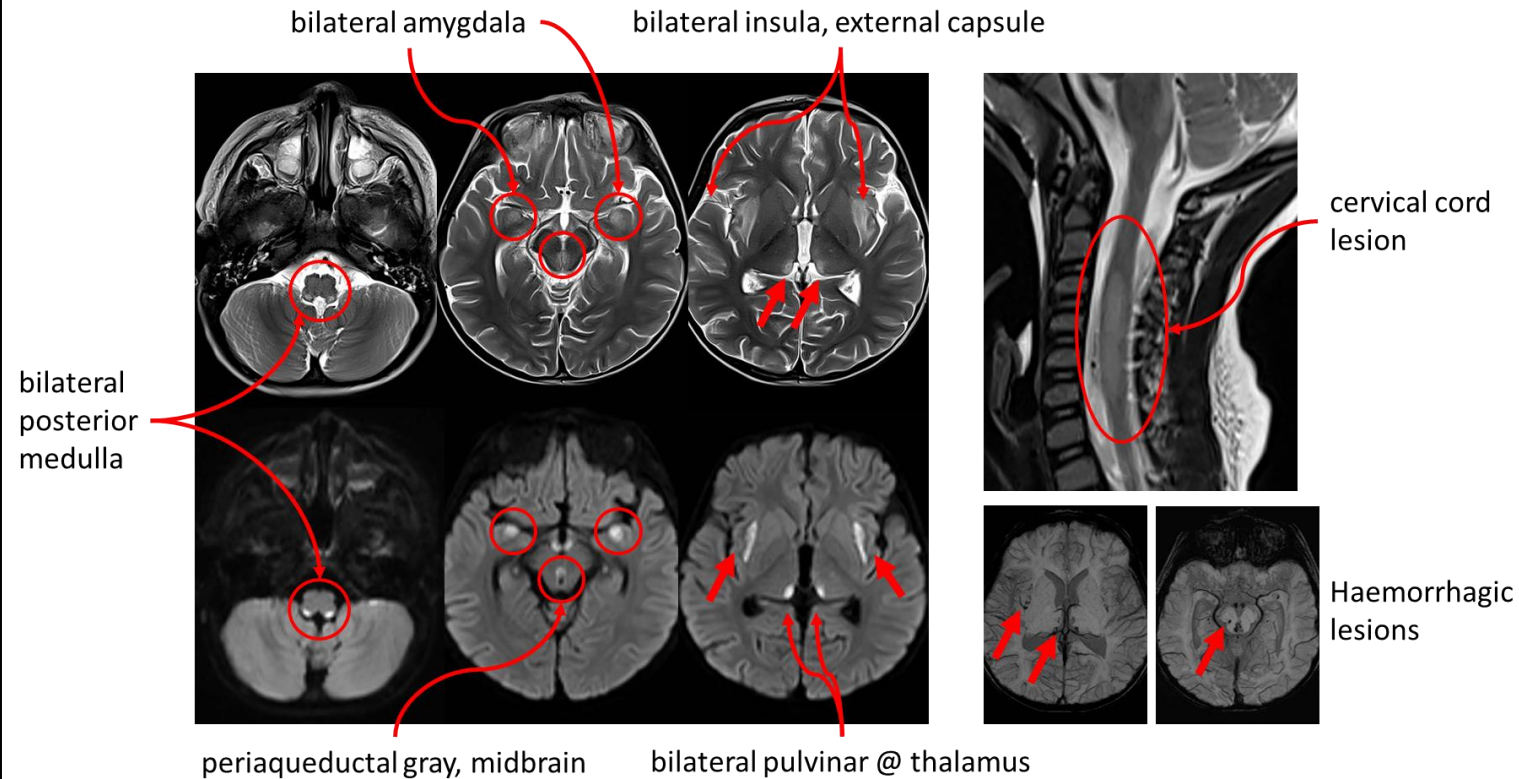 bilateral amygdala
bilateral insula, external capsule
cervical cord
lesion
bilateral
posterior
medulla
Haemorrhagic
lesions
periaqueductal gray, midbrain
bilateral pulvinar @ thalamus